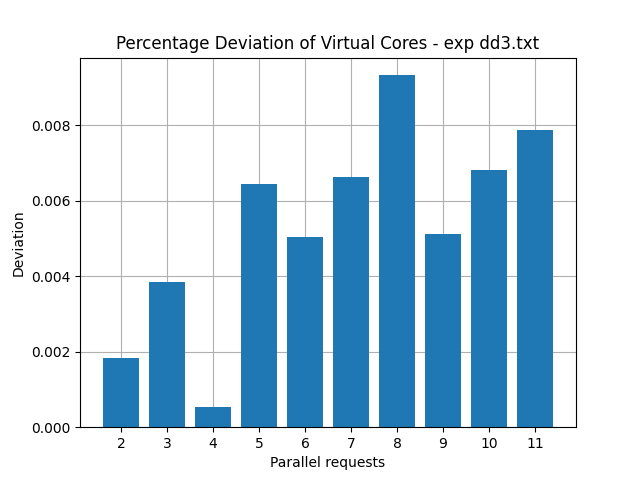 Percentage Deviation of Virtual Cores - exp dd3.txt
Deviation
0.008
0.006
0.004
0.002
0.000
2 3 4 5 6 7 8 9 10 11
Parallel requests